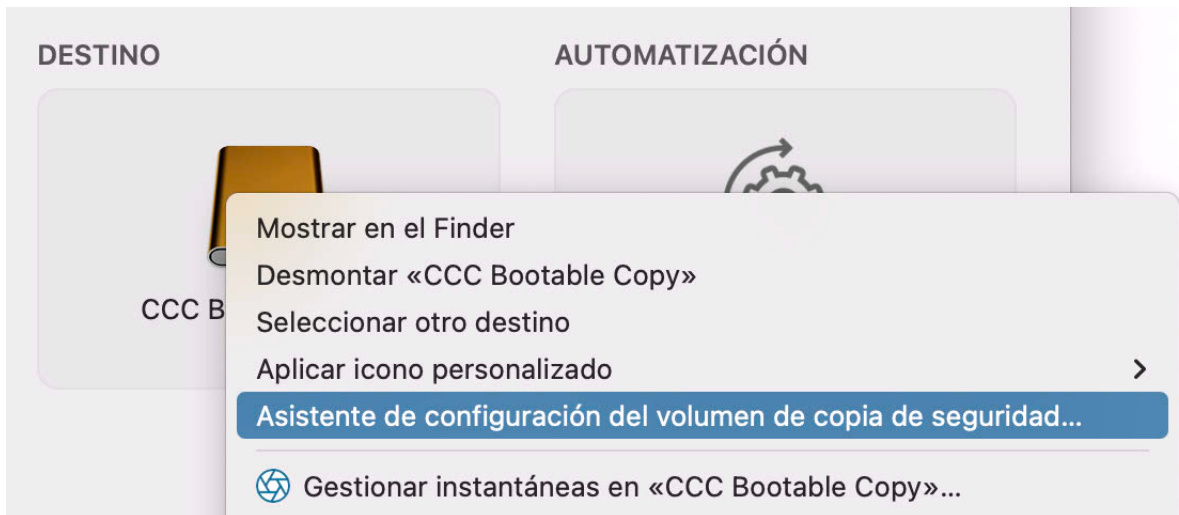 DESTINO
AUTOMATIZACIÓN
CCC B
Mostrar en el Finder
Desmontar «CCC Bootable Copy»
Seleccionar otro destino
Aplicar icono personalizado
Asistente de configuración del volumen de copia de seguridad...
Gestionar instantáneas en «CCC Bootable Copy»...